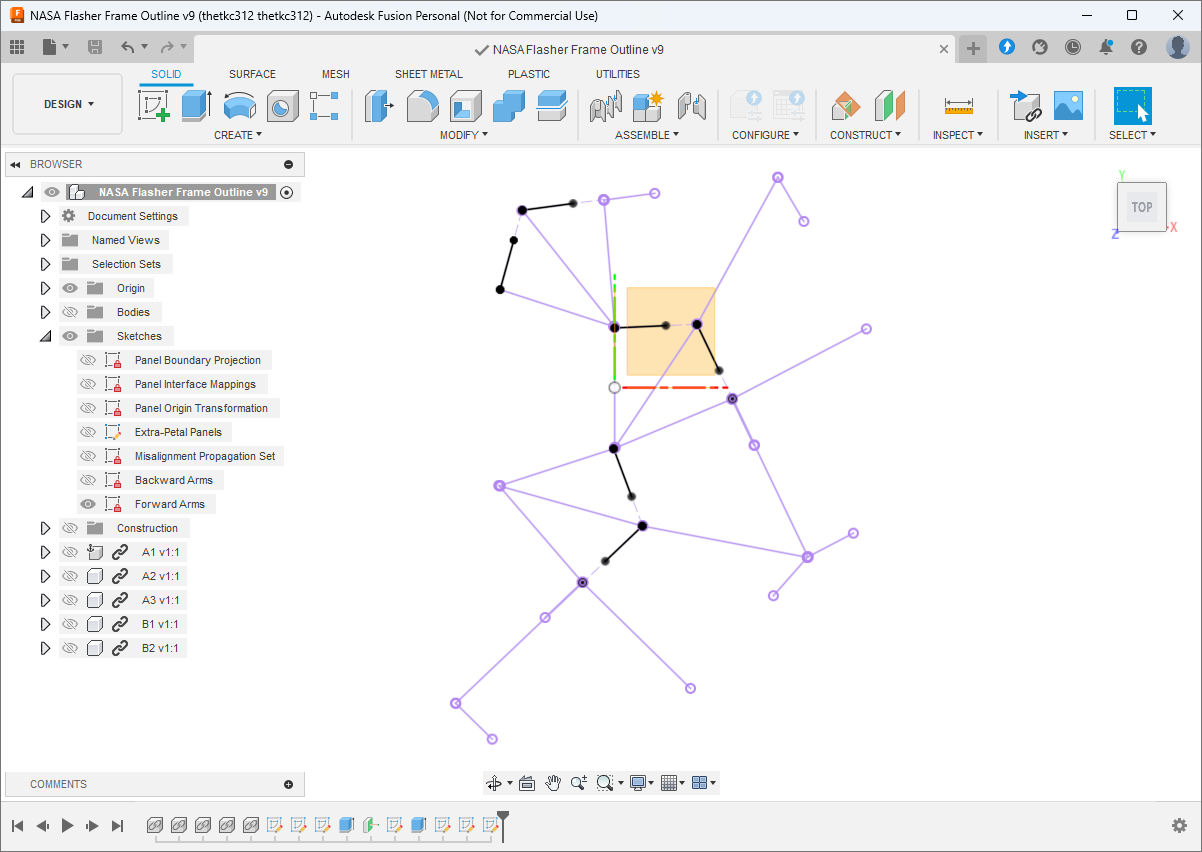 NASA Flasher Frame Outline v9 (thetkc312 thetkc312) - Autodesk Fusion Personal (Not for Commercial Use)
NASA Flasher Frame Outline v9
SOLID SURFACE MESH SHEET METAL PLASTIC UTILITIES
DESIGN
CREATE MODIFY ASSEMBLE CONFIGURE CONSTRUCT INSPECT INSERT SELECT
BROWSER
NASA Flasher Frame Outline v9
Document Settings
Named Views
Selection Sets
Origin
Bodies
Sketches
Panel Boundary Projection
Panel Interface Mappings
Panel Origin Transformation
Extra-Petal Panels
Misalignment Propagation Set
Backward Arms
Forward Arms
Construction
A1 v1:1
A2 v1:1
A3 v1:1
B1 v1:1
B2 v1:1
Y
TOP
Z
X
COMMENTS